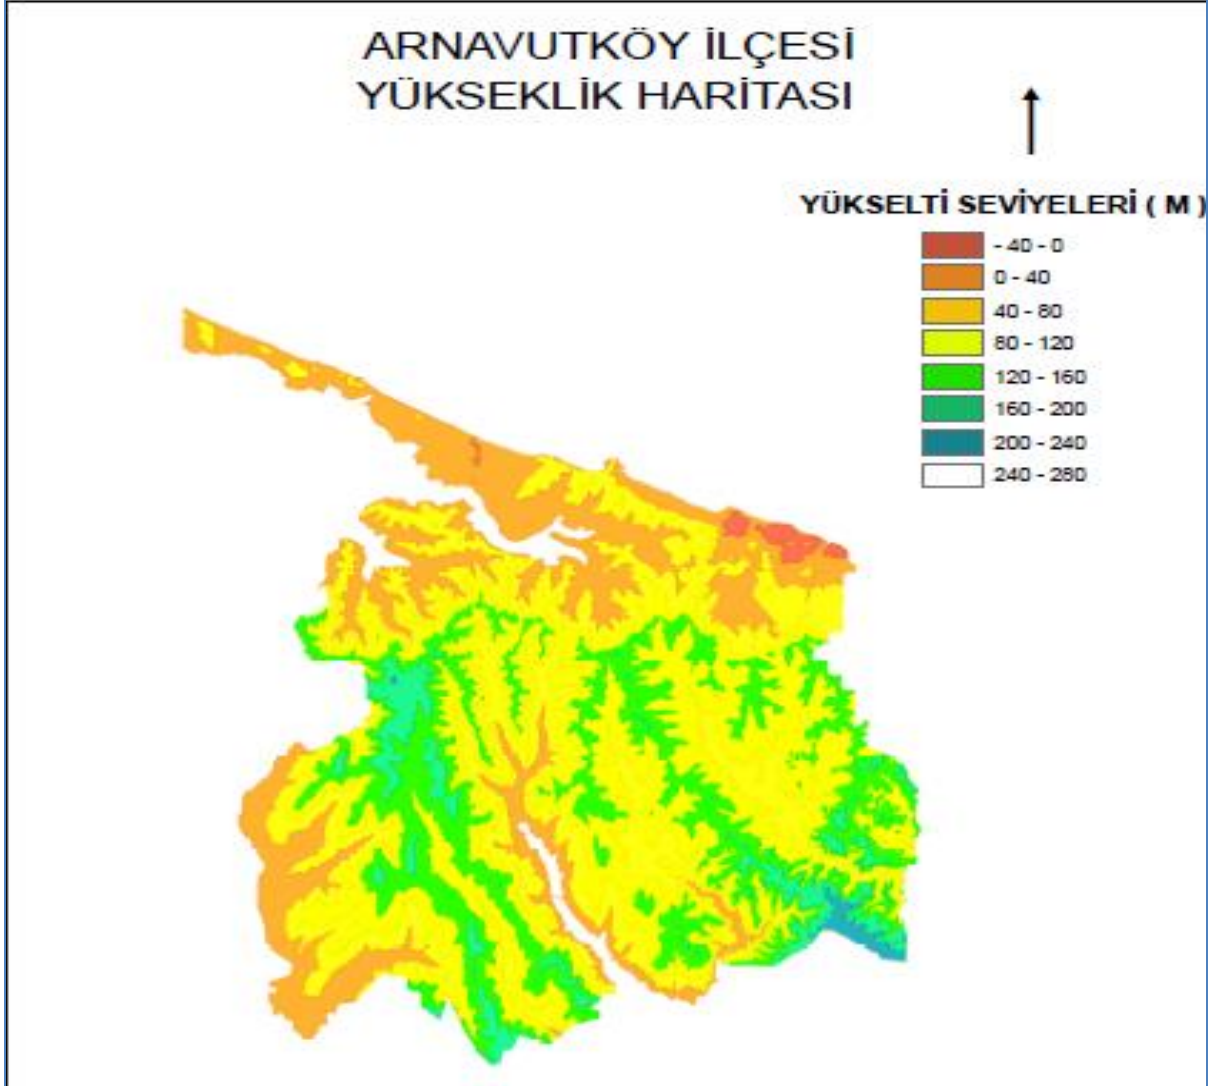 ARNAVUTKÖY İLÇESİ
YÜKSEKLİK HARİTASI
YÜKSELTİ SEVİYELERİ ( M )
- 40 - 0
0 - 40
40 - 80
80 - 120
120 - 160
160 - 200
200 - 240
240 - 280